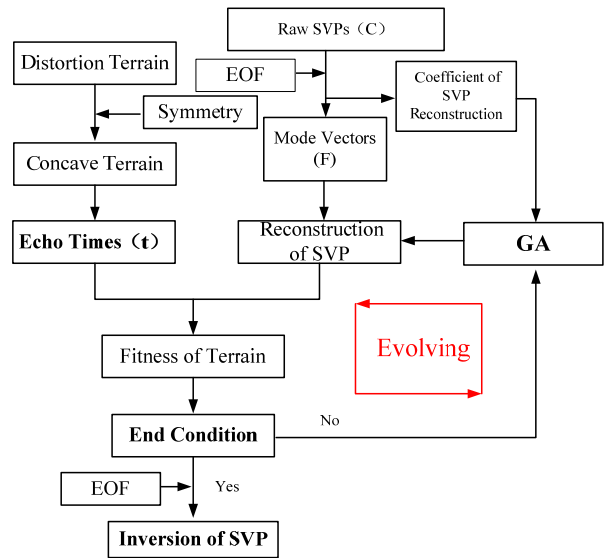 Raw SVPs (C)
Distortion Terrain
EOF
Coefficient of
SVP
Reconstruction
Symmetry
Mode Vectors
(F)
Concave Terrain
Echo Times（t）
Reconstruction
of SVP
GA
Evolving
Fitness of Terrain
End Condition
No
EOF
Yes
Inversion of SVP